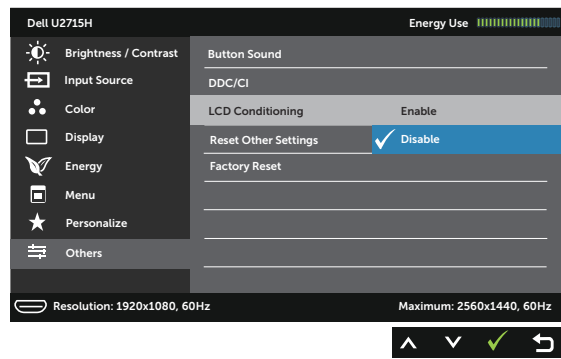 Dell U2715H
Energy Use
Brightness / Contrast
Input Source
Color
Display
Energy
Menu
Personalize
Others
Button Sound
DDC/CI
LCD Conditioning
Enable
Reset Other Settings
Disable
Factory Reset
Resolution: 1920x1080, 60Hz
Maximum: 2560x1440, 60Hz